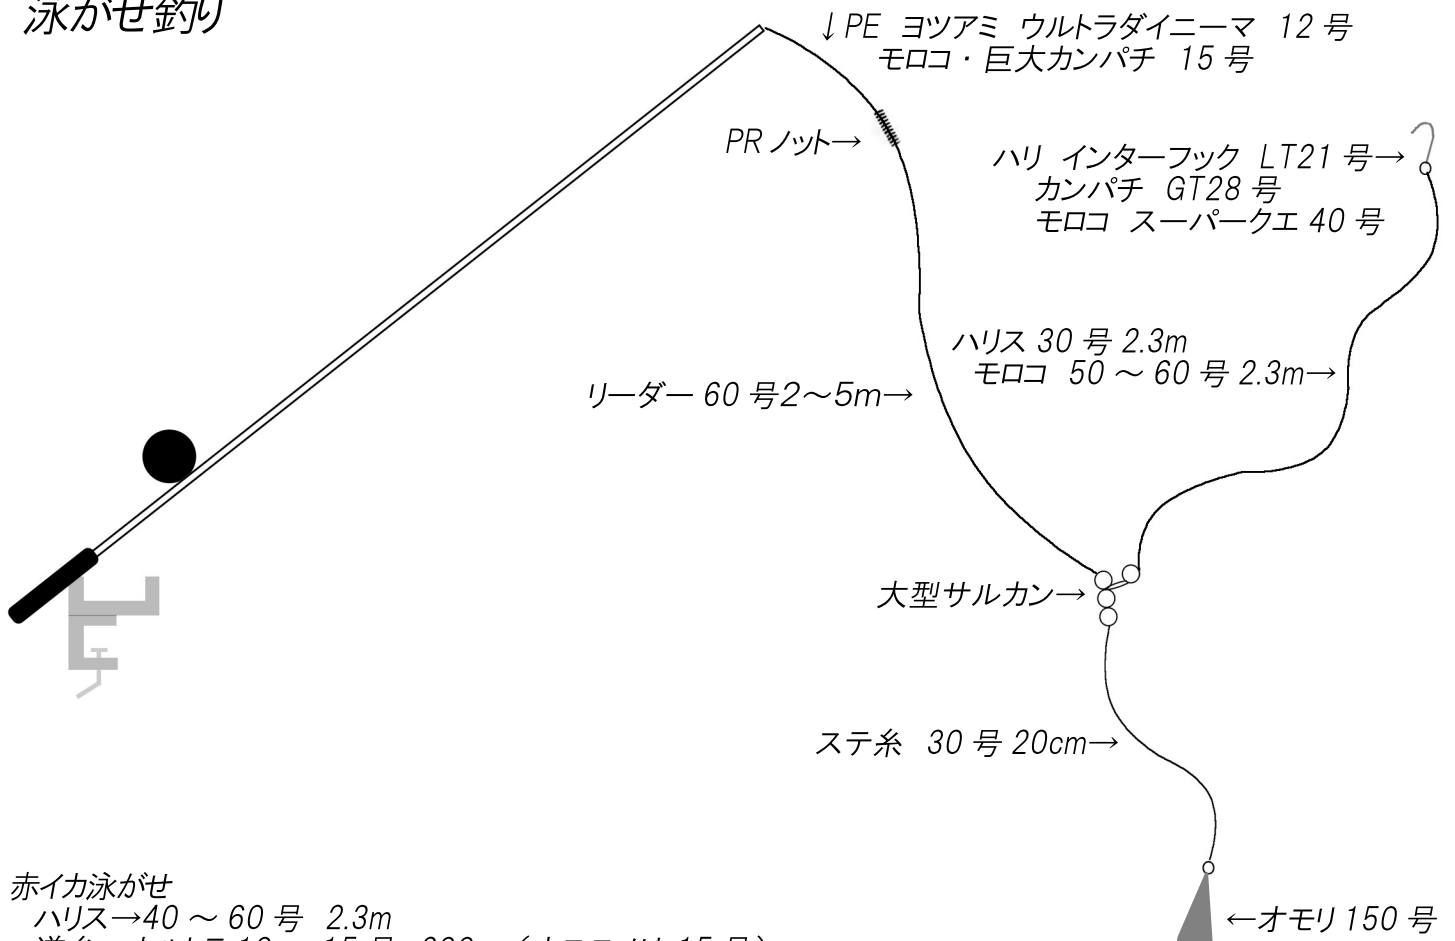 泳がせ釣り
↓PE ヨツアミ ウルトラダイニーマ 12号
モロコ・巨大カンパチ 15号
PRノット→
ハリ インターフック LT21号→
カンパチ GT28号
モロコ スーパークエ40号
ハリス30号2.3m
モロコ 50～60号2.3m→
リーダー60号2～5m→
大型サルカン→
ステ糸 30号20cm→
赤イカ泳がせ
ハリス→40～60号 2.3m
←オモリ150号